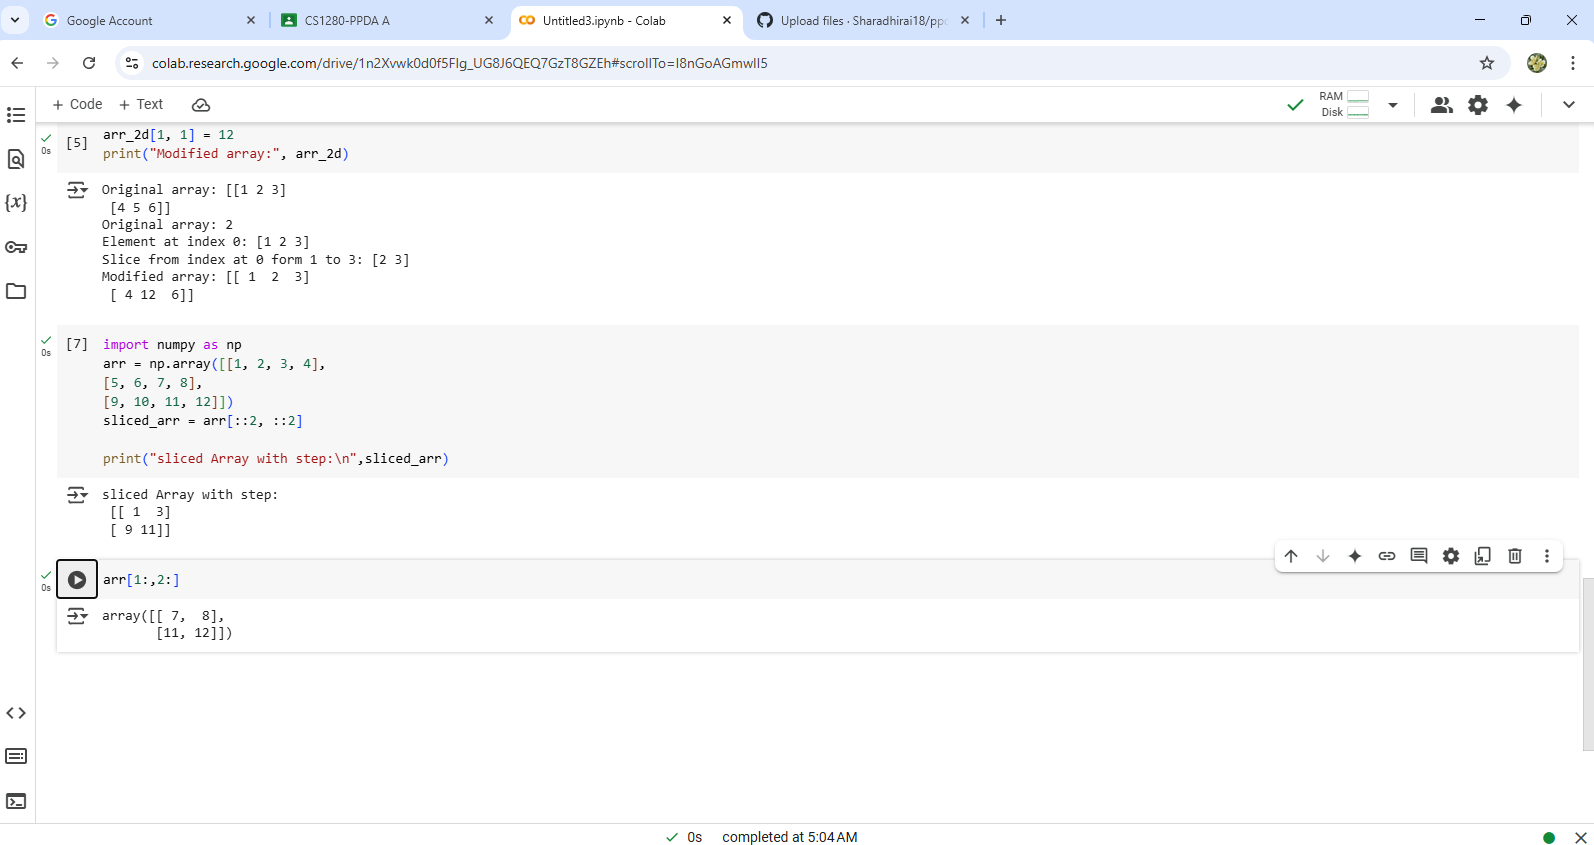 Google Account
CS1280-PPDA A
Untitled3.ipynb - Colab
Upload files · Sharadhirai18/pp
colab.research.google.com/drive/1n2Xvwk0d0f5FIg_UG8J6QEQ7GzT8GZEh#scrollTo=I8nGoAGmwlI5
+ Code + Text
RAM
Disk
0s
[5]
arr_2d[1, 1] = 12
print("Modified array:", arr_2d)
Original array: [[1 2 3]
[4 5 6]]
Original array: 2
Element at index 0: [1 2 3]
Slice from index at 0 form 1 to 3: [2 3]
Modified array: [[ 1  2  3]
[ 4 12  6]]
0s
[7]
import numpy as np
arr = np.array([[1, 2, 3, 4],
[5, 6, 7, 8],
[9, 10, 11, 12]])
sliced_arr = arr[::2, ::2]
print("sliced Array with step:\n",sliced_arr)
sliced Array with step:
[[ 1  3]
[ 9 11]]
0s
arr[1:,2:]
array([[ 7,  8],
[11, 12]])
{x}
0s completed at 5:04 AM